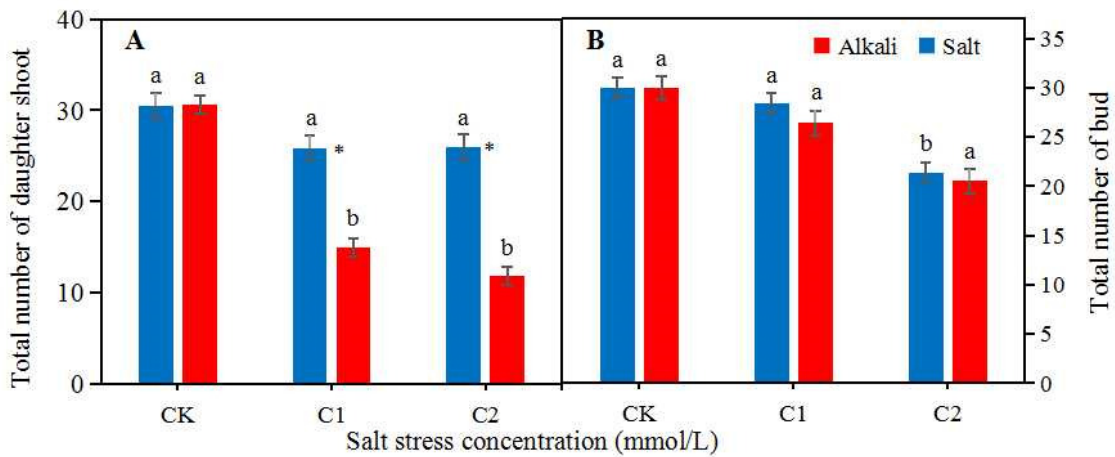 Total number of daughter shoot
40
30
20
10
0
A
a a
a
*
b
a
*
b
CK C1 C2
B
Alkali Salt
a a
a
a
b
a
CK C1 C2
35
30
25
20
15
10
5
0
Total number of bud
Salt stress concentration (mmol/L)